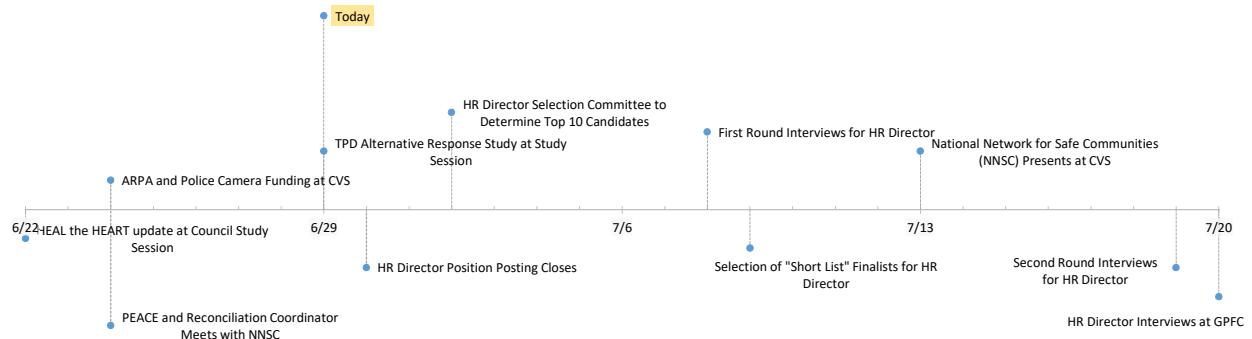 Today
HR Director Selection Committee to
Determine Top 10 Candidates
First Round Interviews for HR Director
TPD Alternative Response Study at Study
Session
National Network for Safe Communities
(NNSC) Presents at CVS
ARPA and Police Camera Funding at CVS
6/22
6/29
7/6
7/13
7/20
HEAL the HEART update at Council Study
Session
HR Director Position Posting Closes
Selection of "Short List" Finalists for HR
Director
Second Round Interviews
for HR Director
PEACE and Reconciliation Coordinator
Meets with NNSC
HR Director Interviews at GPFC